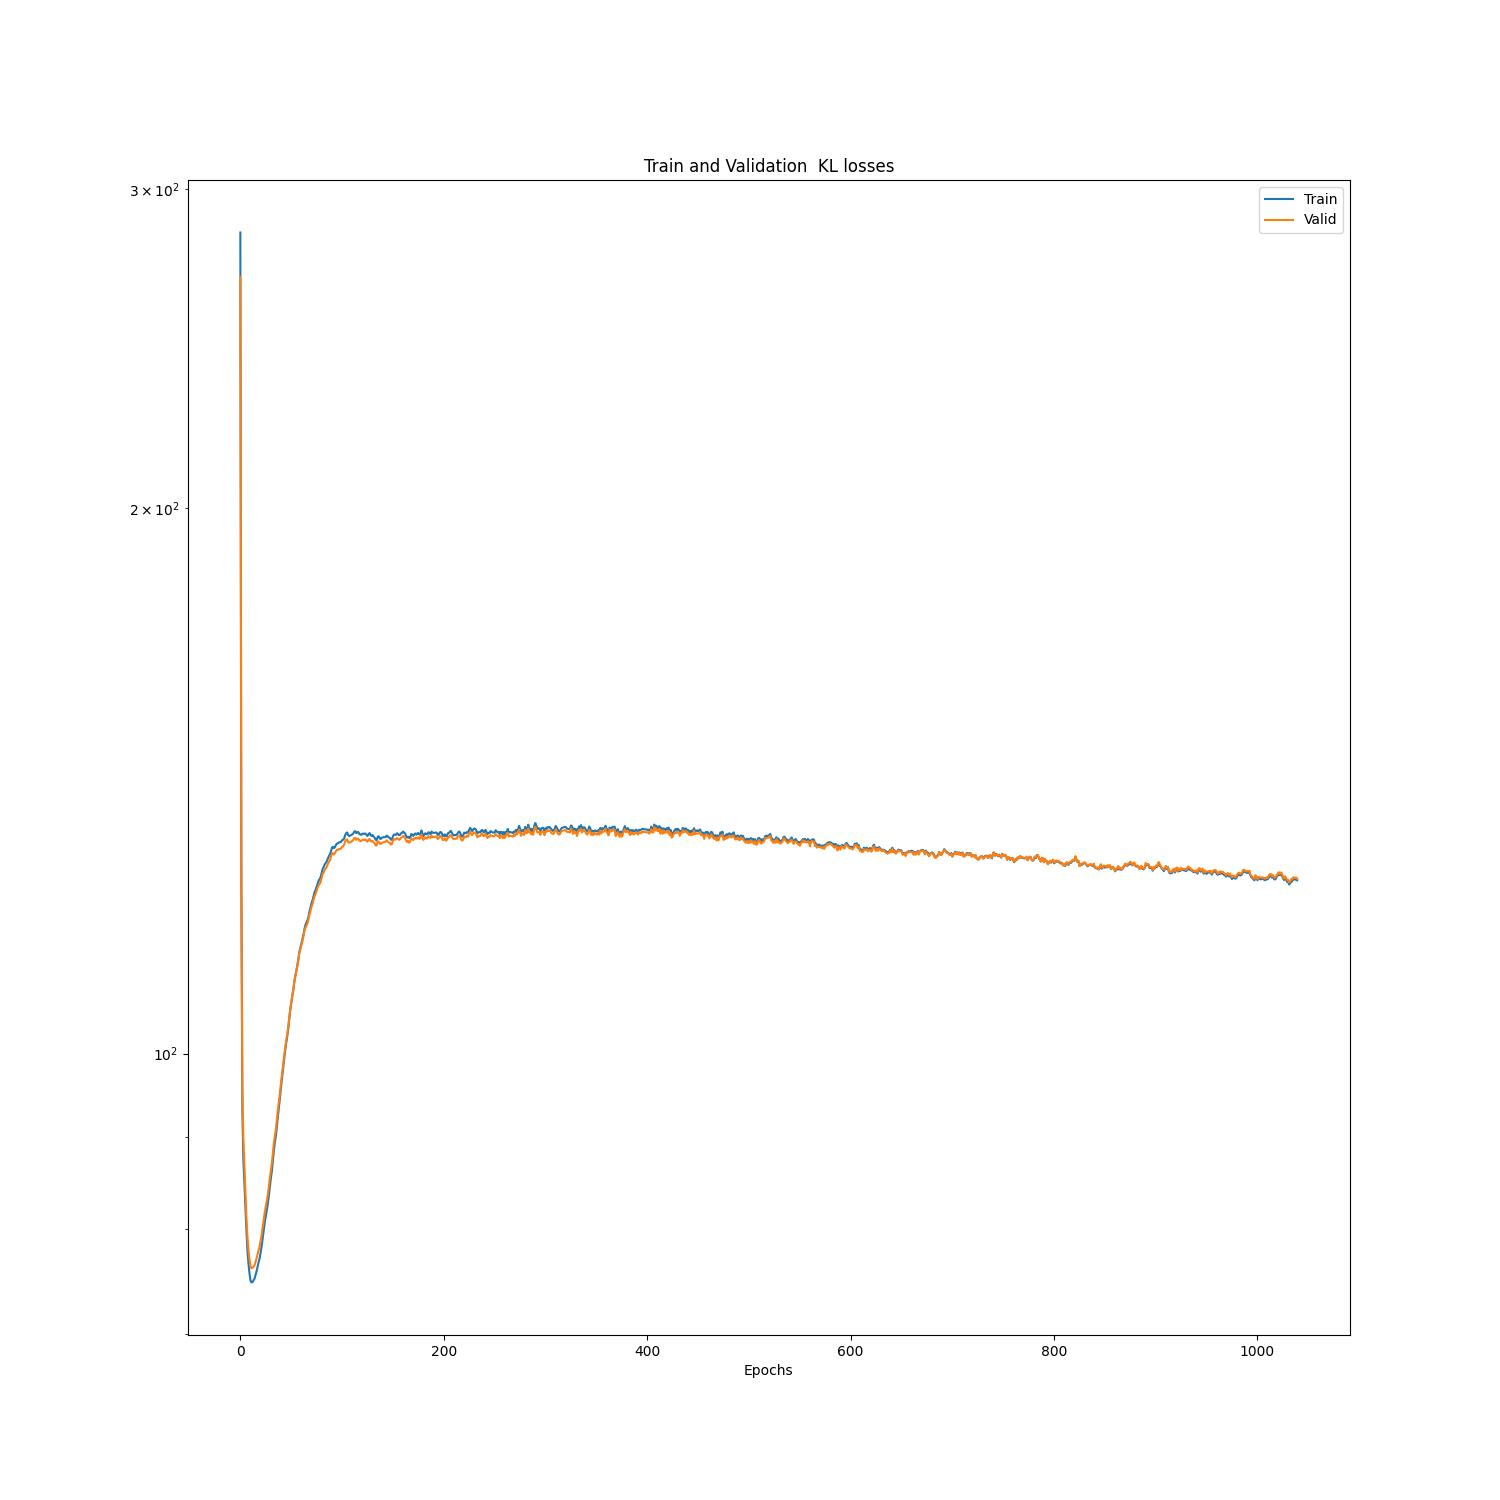 Train and Validation  KL losses
3 × 10²
2 × 10²
10²
Train
Valid
0 200 400 600 800 1000
Epochs